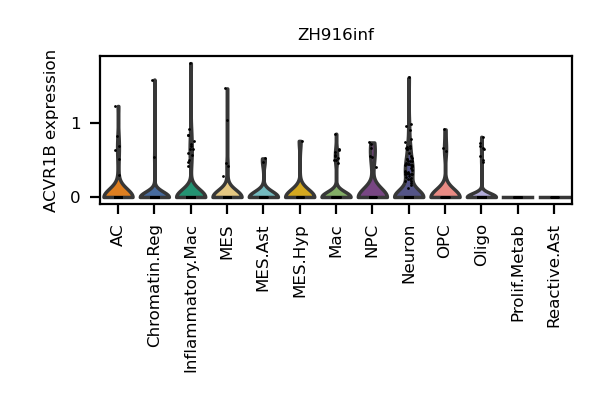 ZH916inf
ACVR1B expression
1
0
AC
Chromatin.Reg
Inflammatory.Mac
MES
MES.Ast
MES.Hyp
Mac
NPC
Neuron
OPC
Oligo
Prolif.Metab
Reactive.Ast